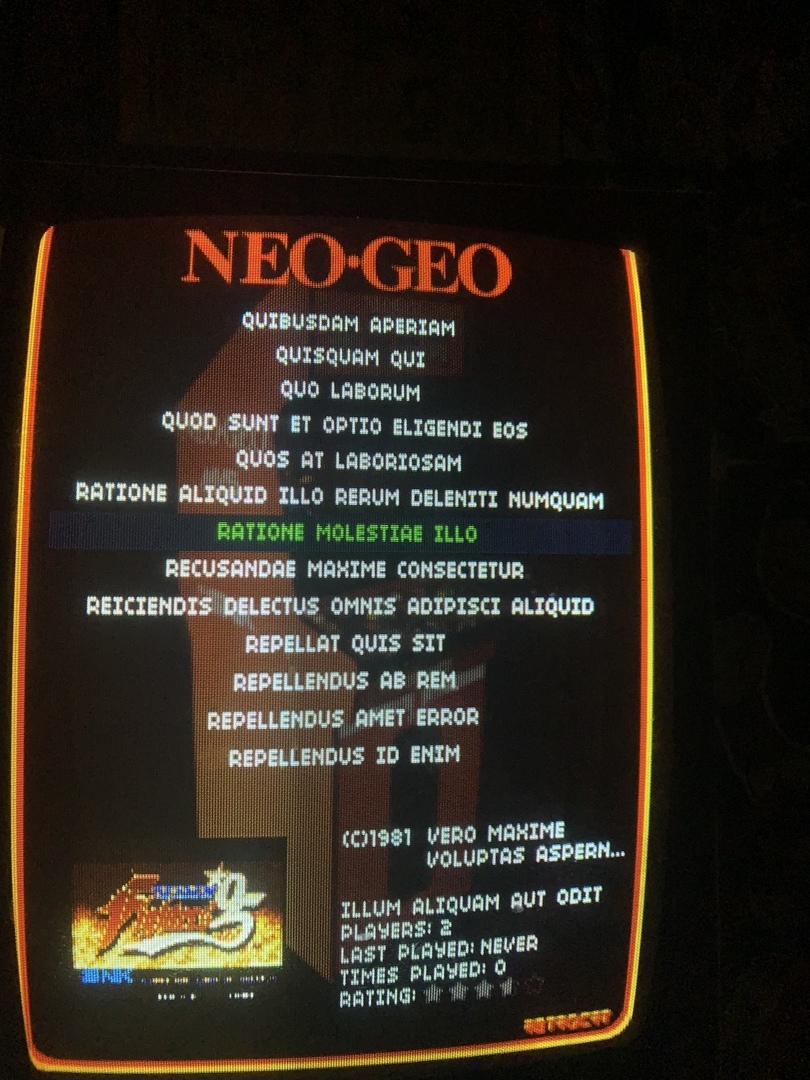 NEO·GEO
QUIBUSDAM APERIAM
QUISQUAM QUI
QUO LABORUM
QUOD SUNT ET OPTIO ELIGENDI EOS
QUOS AT LABORIOSAM
RATIONE ALIQUID ILLO RERUM DELENITI NUMQUAM
RATIONE MOLESTIAE ILLO
RECUSANDAE MAXIME CONSECTETUR
REICIENDIS DELECTUS OMNIS ADIPISCI ALIQUID
REPELLAT QUIS SIT
REPELLENDUS AB REM
REPELLENDUS AMET ERROR
REPELLENDUS ID ENIM
(C)1981 VERO MAXIME
VOLUPTAS ASPERN...
ILLUM ALIQUAM AUT ODIT
PLAYERS: 2
LAST PLAYED: NEVER
TIMES PLAYED: 0
RATING:
SNK